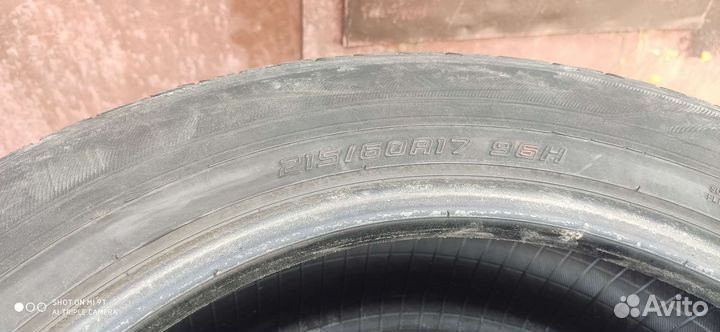 215/60R17 96H
SHOT ON MI 9T
AI TRIPLE CAMERA
Avito